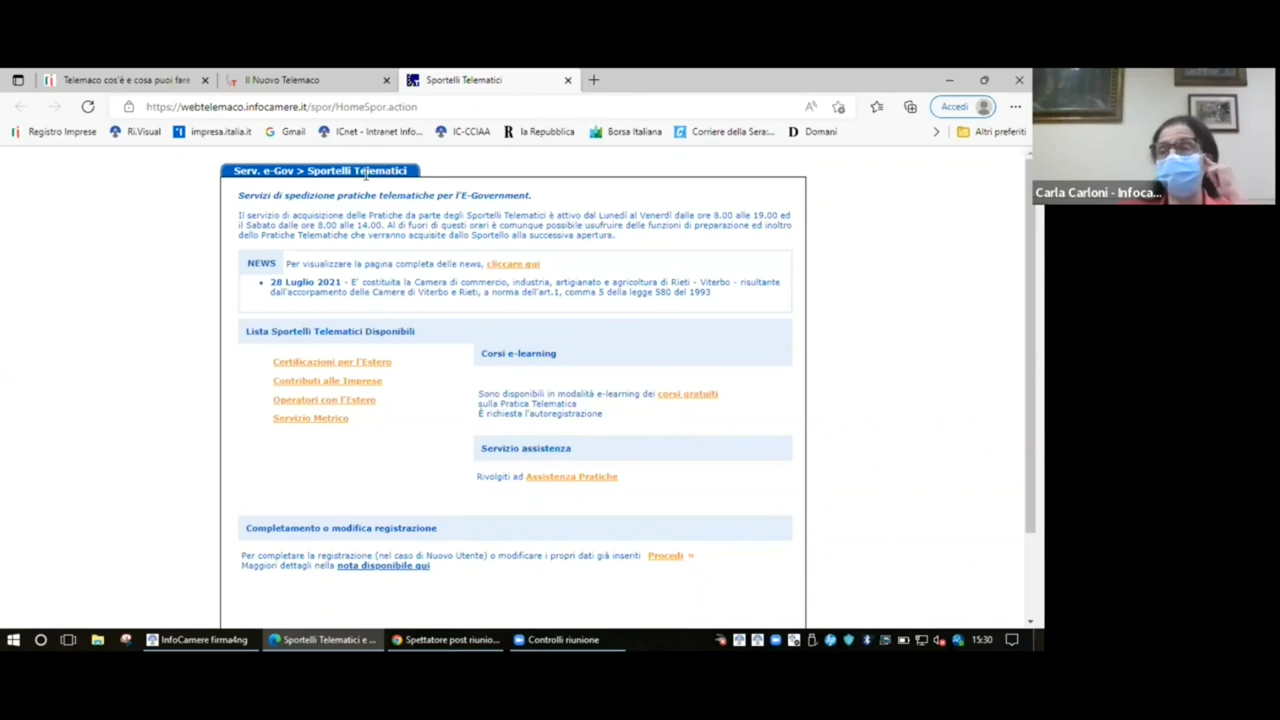 Telemaco cos'è e cosa puoi fare
Il Nuovo Telemaco
Sportelli Telematici
https://webtelemaco.infocamere.it/spor/HomeSpor.action
Accedi
Registro Imprese
Ri.Visual
impresa.italia.it
Gmail
ICnet - Intranet Info...
IC-CCIAA
la Repubblica
Borsa Italiana
Corriere della Sera:...
Domani
Altri preferiti
Carla Carloni - Infoca...
Serv. e-Gov > Sportelli Telematici
Servizi di spedizione pratiche telematiche per l'E-Government.
Il servizio di acquisizione delle Pratiche da parte degli Sportelli Telematici è attivo dal Lunedì al Venerdì dalle ore 8.00 alle 19.00 ed
il Sabato dalle ore 8.00 alle 14.00. Al di fuori di questi orari è comunque possibile usufruire delle funzioni di preparazione ed inoltro
dello Pratiche Telematiche che verranno acquisite dallo Sportello alla successiva apertura.
NEWS Per visualizzare la pagina completa delle news, cliccare qui
• 28 Luglio 2021 - E' costituita la Camera di commercio, industria, artigianato e agricoltura di Rieti - Viterbo - risultante
dall'accorpamento delle Camere di Viterbo e Rieti, a norma dell'art.1, comma 5 della legge 580 del 1993
Lista Sportelli Telematici Disponibili
Certificazioni per l'Estero
Contributi alle Imprese
Operatori con l'Estero
Servizio Metrico
Corsi e-learning
Sono disponibili in modalità e-learning dei corsi gratuiti
sulla Pratica Telematica
È richiesta l'autoregistrazione
Servizio assistenza
Rivolgiti ad Assistenza Pratiche
Completamento o modifica registrazione
Per completare la registrazione (nel caso di Nuovo Utente) o modificare i propri dati già inseriti Procedi »
Maggiori dettagli nella nota disponibile qui
InfoCamere firma4ng
Sportelli Telematici e ...
Spettatore post riunio...
Controlli riunione
15:30